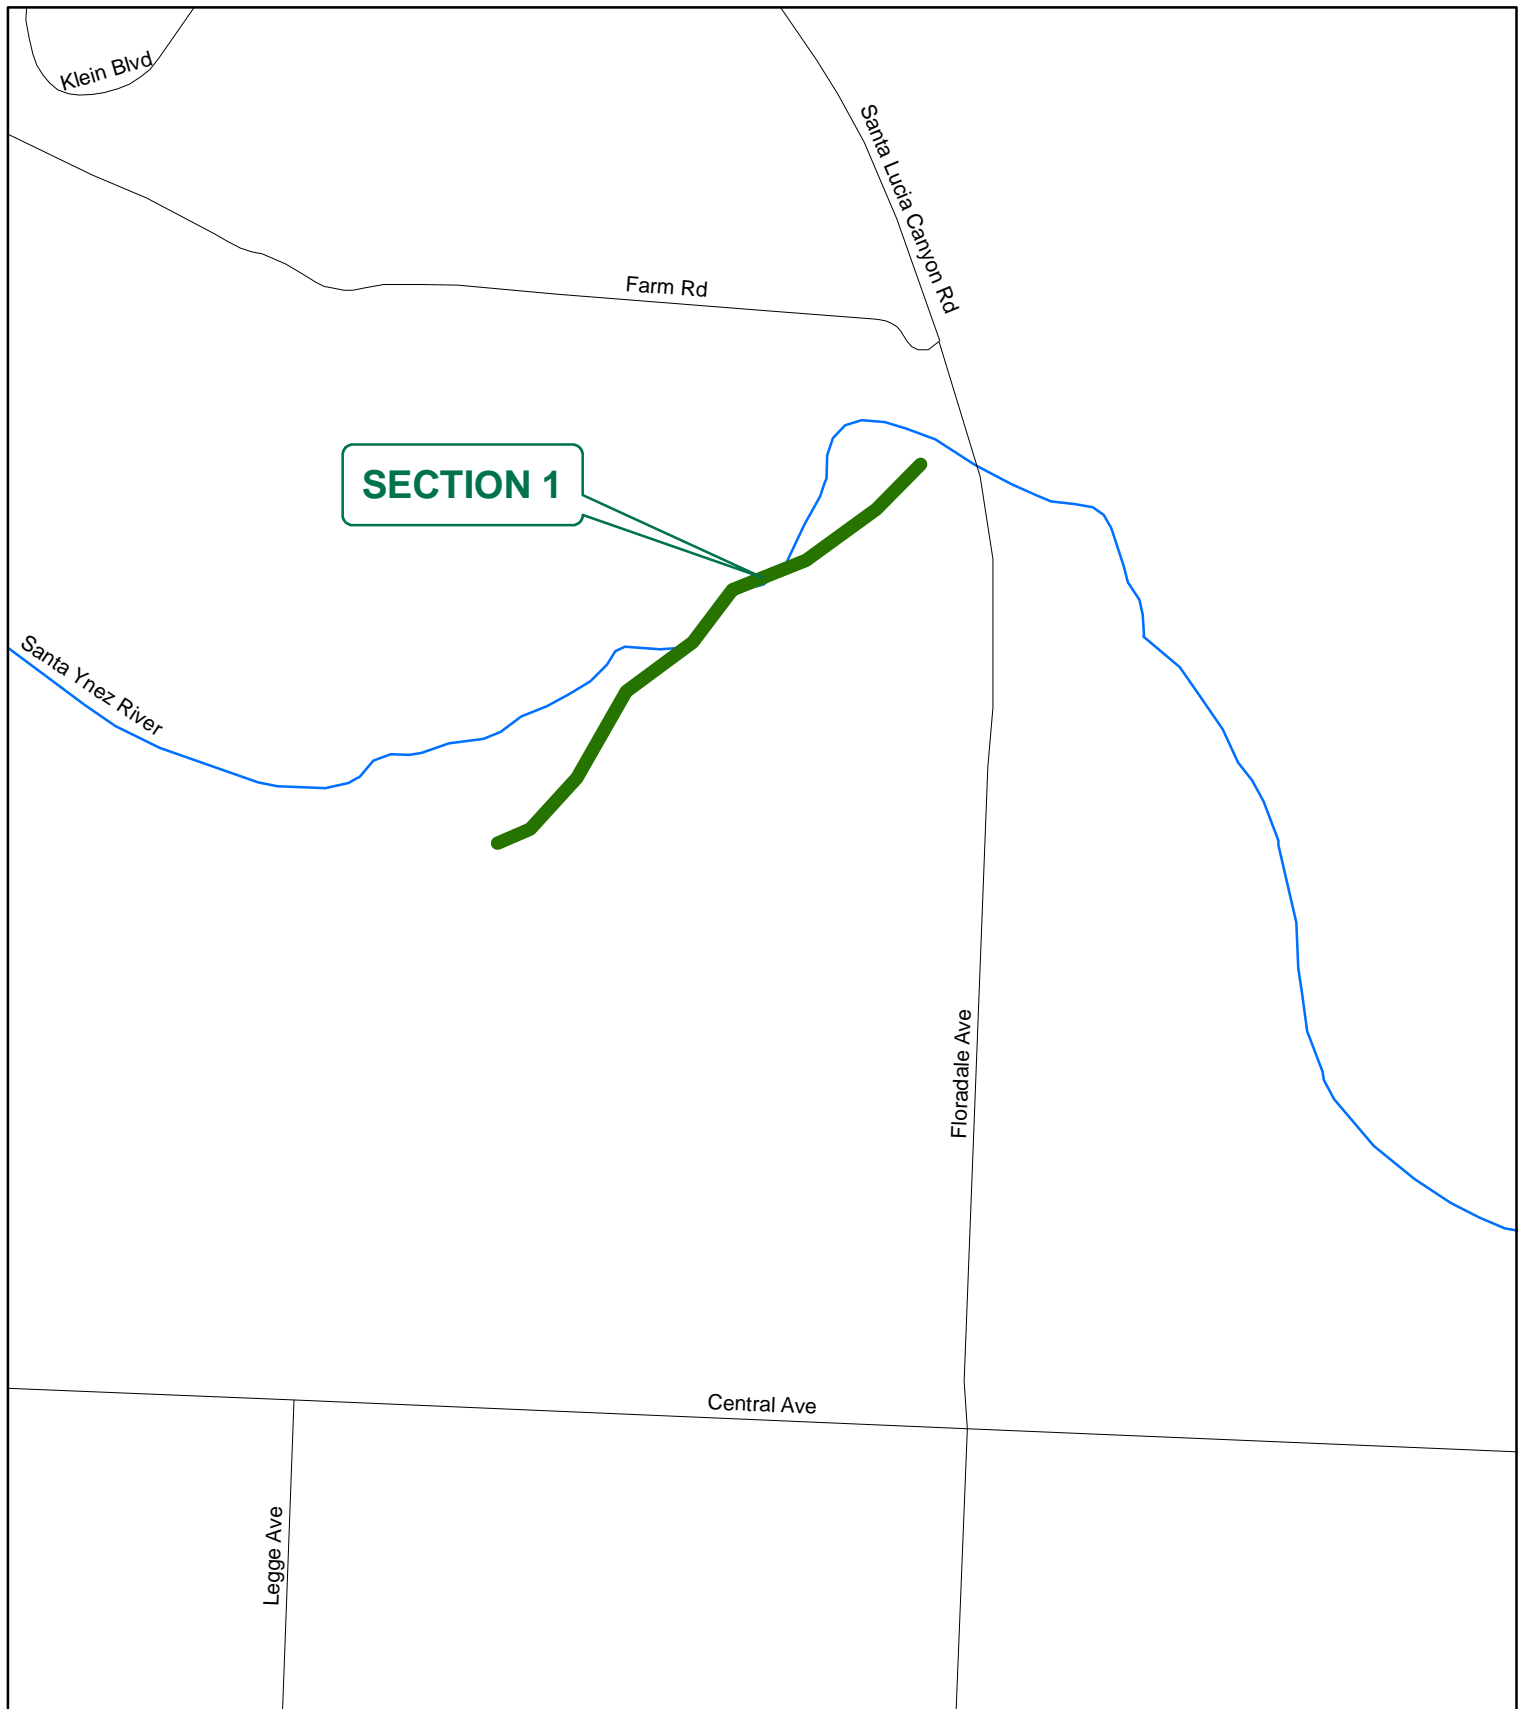 Klein Blvd
Santa Lucia Canyon Rd
Farm Rd
SECTION 1
Santa Ynez River
Floradale Ave
Central Ave
Legge Ave